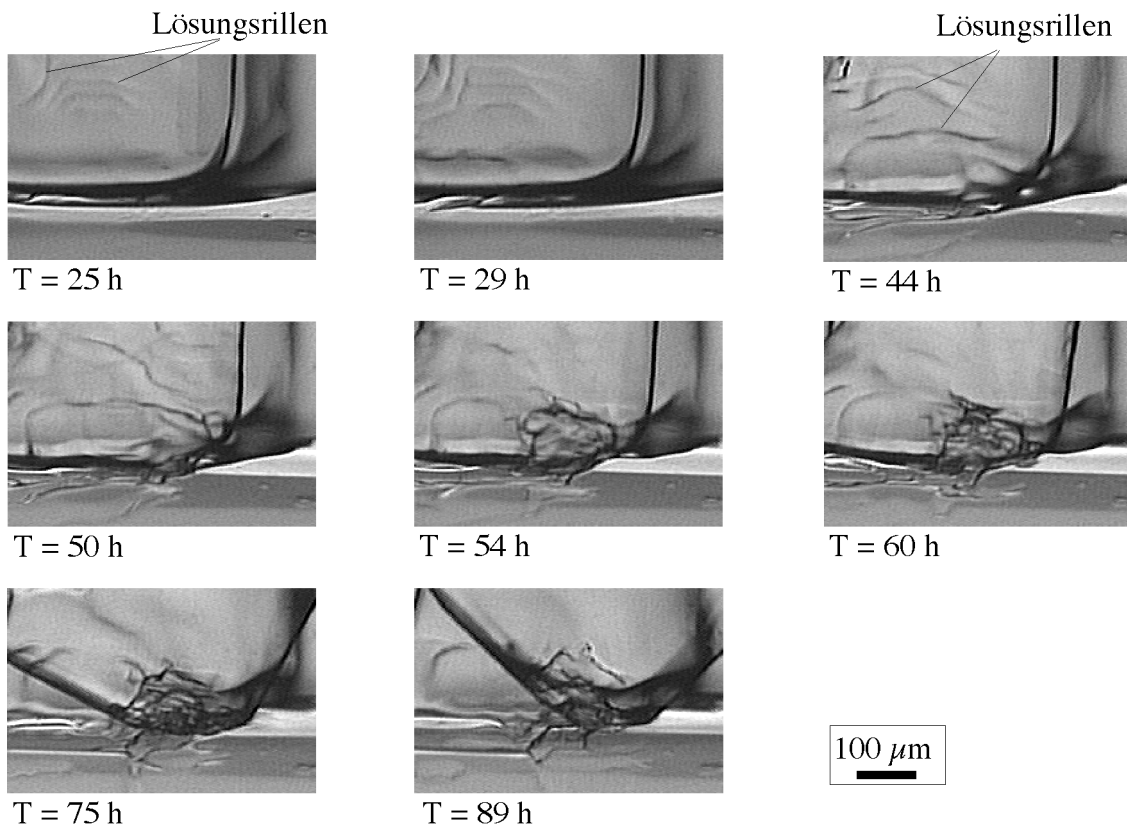 Lösungsrillen
Lösungsrillen
T = 25 h
T = 29 h
T = 44 h
T = 50 h
T = 54 h
T = 60 h
T = 75 h
T = 89 h
100 µm